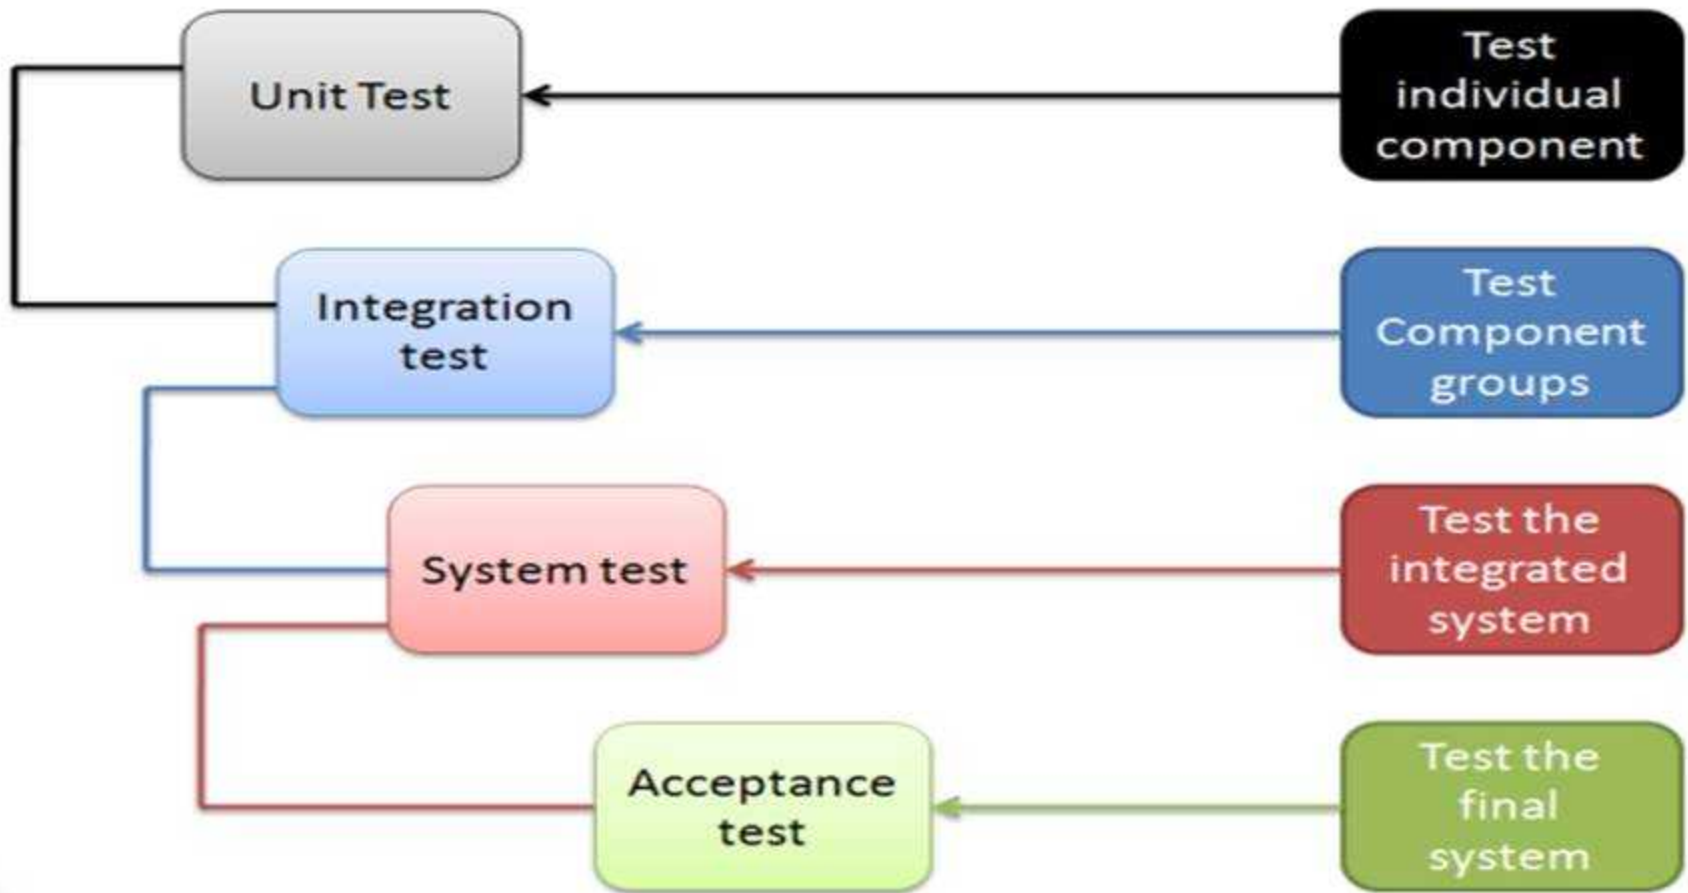 Unit Test
Test
individual
component
Integration
test
Test
Component
groups
System test
Test the
integrated
system
Acceptance
test
Test the
final
system